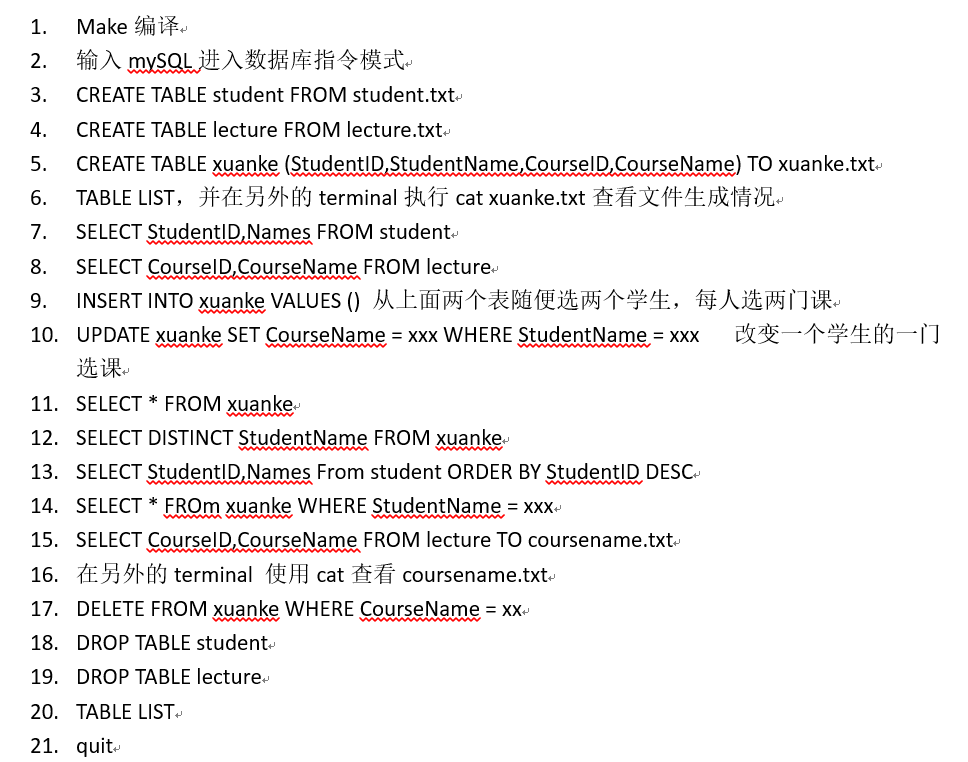 1. Make 编译
2. 输入 mySQL 进入数据库指令模式
3. CREATE TABLE student FROM student.txt
4. CREATE TABLE lecture FROM lecture.txt
5. CREATE TABLE xuanke (StudentID,StudentName,CourseID,CourseName) TO xuanke.txt
6. TABLE LIST，并在另外的 terminal 执行 cat xuanke.txt 查看文件生成情况
7. SELECT StudentID,Names FROM student
8. SELECT CourseID,CourseName FROM lecture
9. INSERT INTO xuanke VALUES () 从上面两个表随便选两个学生，每人选两门课
10. UPDATE xuanke SET CourseName = xxx WHERE StudentName = xxx 改变一个学生的一门
选课
11. SELECT * FROM xuanke
12. SELECT DISTINCT StudentName FROM xuanke
13. SELECT StudentID,Names From student ORDER BY StudentID DESC
14. SELECT * FROm xuanke WHERE StudentName = xxx
15. SELECT CourseID,CourseName FROM lecture TO coursename.txt
16. 在另外的 terminal 使用 cat 查看 coursename.txt
17. DELETE FROM xuanke WHERE CourseName = xx
18. DROP TABLE student
19. DROP TABLE lecture
20. TABLE LIST
21. quit